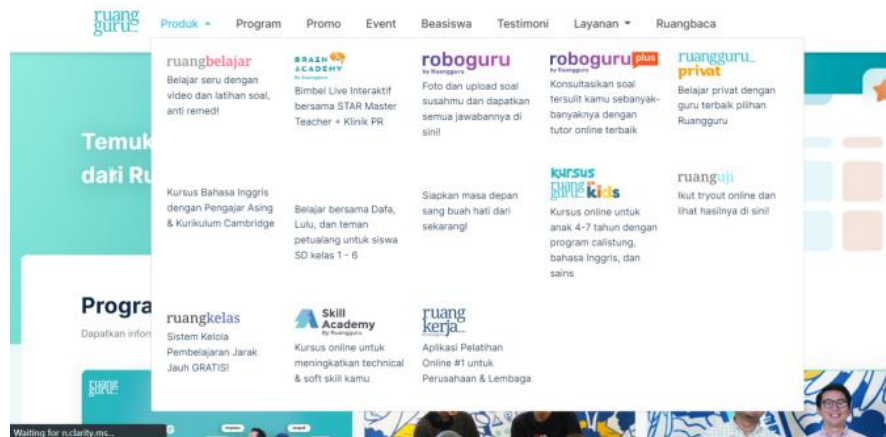 ruang
guru
Produk
Program
Promo
Event
Beasiswa
Testimoni
Layanan
Ruangbaca
ruangbelajar
Belajar seru dengan
video dan latihan soal,
anti remed!
BRAIN
ACADEMY
by Ruangguru
Bimbel Live Interaktif
bersama STAR Master
Teacher + Klinik PR
roboguru
by Ruangguru
Foto dan upload soal
susahmu dan dapatkan
semua jawabannya di
sini!
roboguru plus
by Ruangguru
Konsultasikan soal
tersulit kamu sebanyak-
banyaknya dengan
tutor online terbaik
ruangguru
privat
Belajar privat dengan
guru terbaik pilihan
Ruangguru
Temuk
dari Ru
Kursus Bahasa Inggris
dengan Pengajar Asing
& Kurikulum Cambridge
Belajar bersama Dafa,
Lulu, dan teman
petualang untuk siswa
SD kelas 1 - 6
Siapkan masa depan
sang buah hati dari
sekarang!
kursus
ruang
guru kids
Kursus online untuk
anak 4-7 tahun dengan
program calistung,
bahasa Inggris, dan
sains
ruanguji
Ikut tryout online dan
lihat hasilnya di sini!
Progra
Dapatkan infor
ruangkelas
Sistem Kelola
Pembelajaran Jarak
Jauh GRATIS!
Skill
Academy
By Ruangguru
Kursus online untuk
meningkatkan technical
& soft skill kamu
ruang
kerja
Aplikasi Pelatihan
Online #1 untuk
Perusahaan & Lembaga
ruang
guru
Waiting for n.clarity.ms...